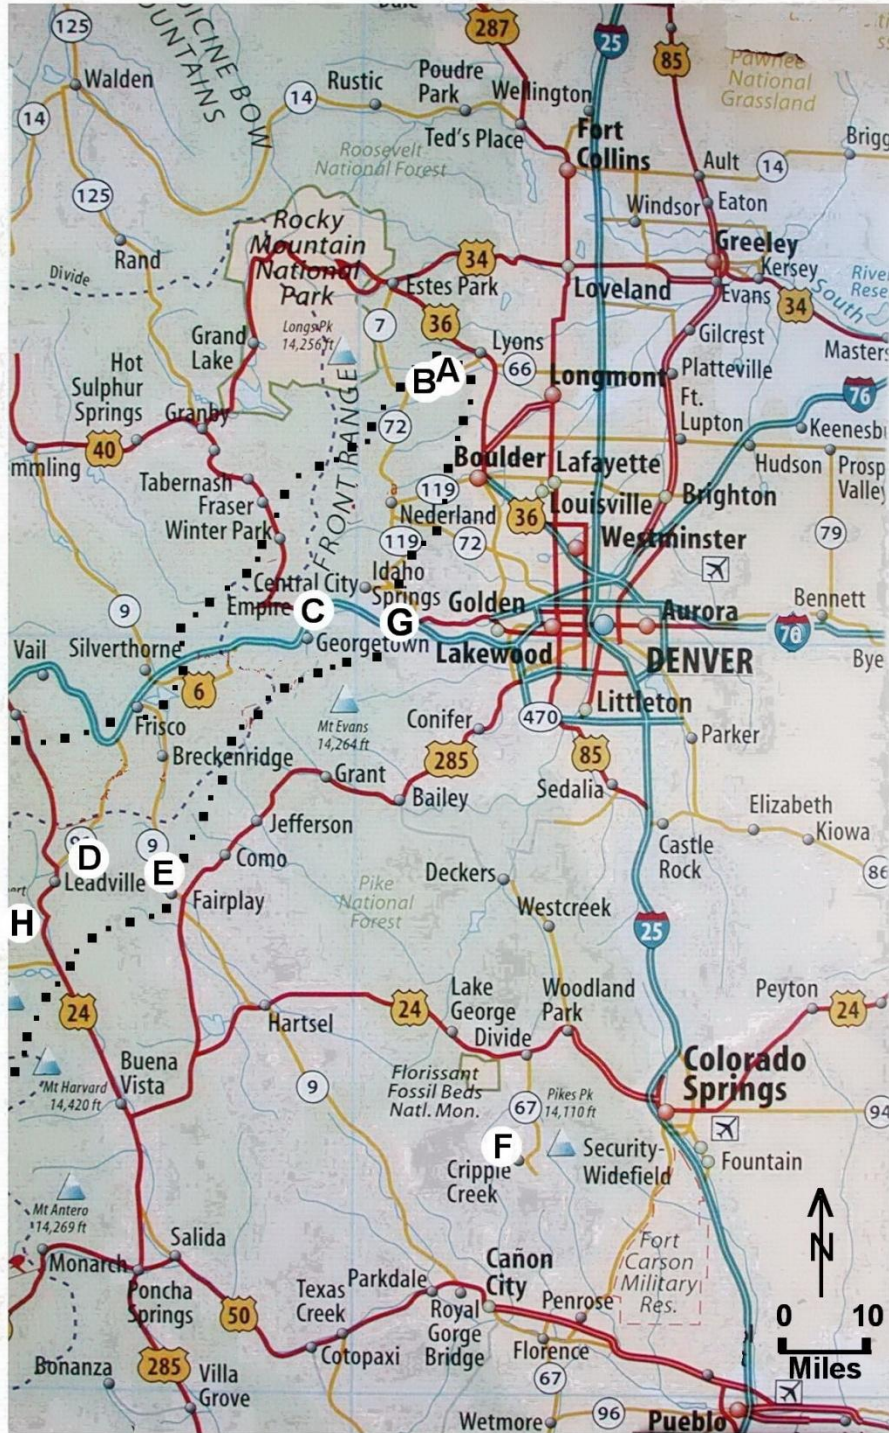 125
Walden
MEDICINE BOW
MOUNTAINS
287
25
85
Pawnee
National
Grassland
14
14
Rustic
Poudre
Park
Wellington
Ted's Place
Fort
Collins
Roosevelt
National Forest
Ault
14
Brigg
125
Rand
Windsor
Eaton
Rocky
Mountain
National
Park
Greeley
Kersey
Divide
34
Estes Park
Loveland
Evans
34
South
River
Rese
Longs Pk
14,256 ft
7
36
Gilcrest
Masters
Grand
Lake
Lyons
Hot
Sulphur
Springs
B
A
66
Longmont
Platteville
76
Granby
Ft.
Lupton
Keenesbu
FRONT RANGE
72
40
mmling
Boulder
Lafayette
Hudson
Prosp
Valley
Tabernash
Fraser
Winter Park
119
Nederland
36
Louisville
Brighton
119
72
Westminster
79
9
Central City
Idaho
Springs
Empire
C
G
Golden
Aurora
Bennett
Vail
Silverthorne
Georgetown
Lakewood
DENVER
70
Bye
6
Frisco
Mt Evans
14,264 ft
Conifer
470
Littleton
Breckenridge
285
85
Parker
Grant
Bailey
Sedalia
Jefferson
Elizabeth
Kiowa
D
9
E
Como
Castle
Rock
86
Leadville
Fairplay
Pike
National
Forest
Deckers
Westcreek
H
25
24
Hartsel
24
Lake
George
Woodland
Park
Divide
Peyton
24
Mt Harvard
14,420 ft
Buena
Vista
9
Florissant
Fossil Beds
Natl. Mon.
67
Pikes Pk
14,110 ft
Colorado
Springs
94
F
Cripple
Creek
Security-
Widefield
Fountain
Mt Antero
14,269 ft
Monarch
Salida
Poncha
Springs
Cañon
City
Fort
Carson
Military
Res.
N
Texas
Creek
Parkdale
Royal
Gorge
Bridge
Penrose
0 10
Miles
50
Cotopaxi
Florence
Bonanza
285
Villa
Grove
67
Wetmore
96
Pueblo